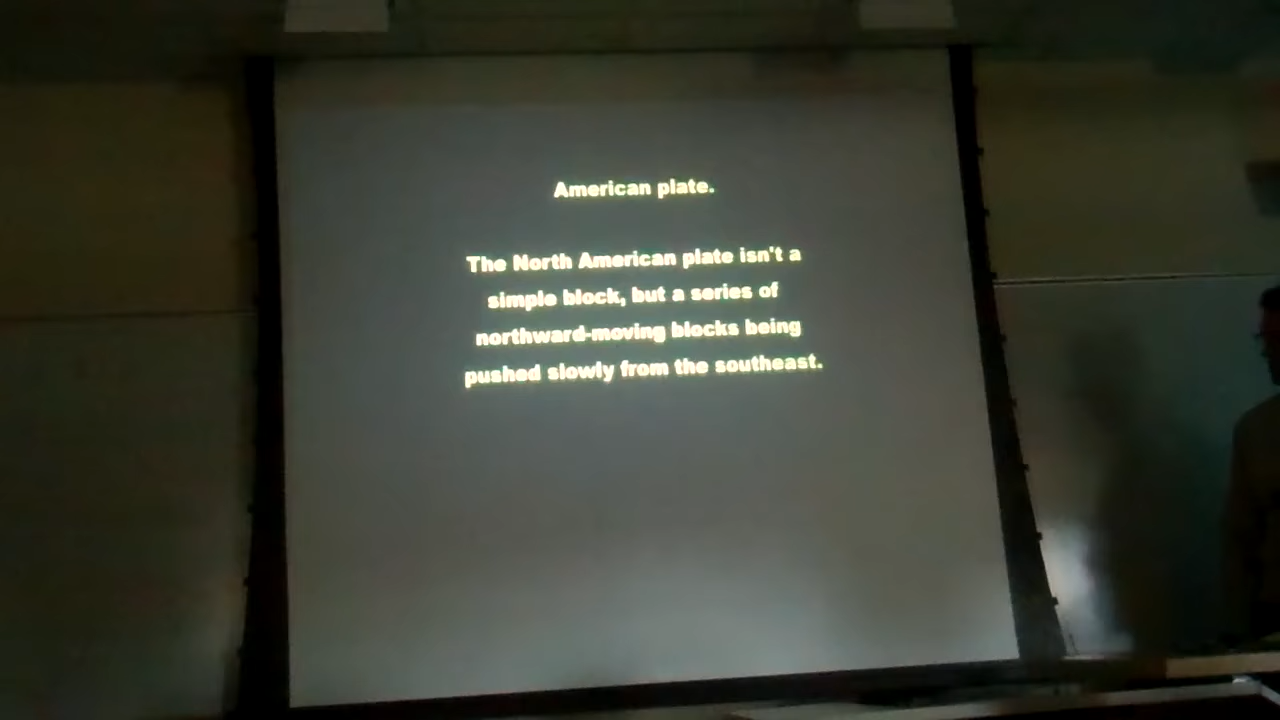 American plate.
The North American plate isn't a
simple block, but a series of
northward-moving blocks being
pushed slowly from the southeast.